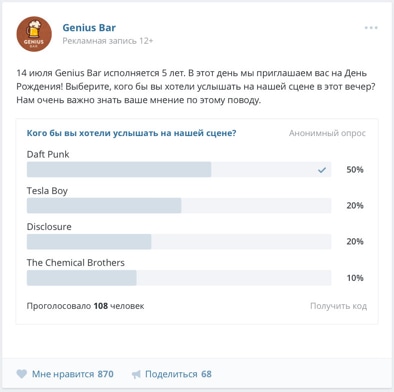 GENIUS
BAR
Genius Bar
Рекламная запись 12+
14 июля Genius Bar исполняется 5 лет. В этот день мы приглашаем вас на День
Рождения! Выберите, кого бы вы хотели услышать на нашей сцене в этот вечер?
Нам очень важно знать ваше мнение по этому поводу.
Кого бы вы хотели услышать на нашей сцене? Анонимный опрос
Daft Punk
50%
Tesla Boy
20%
Disclosure
20%
The Chemical Brothers
10%
Проголосовало 108 человек Получить код
Мне нравится 870 Поделиться 68